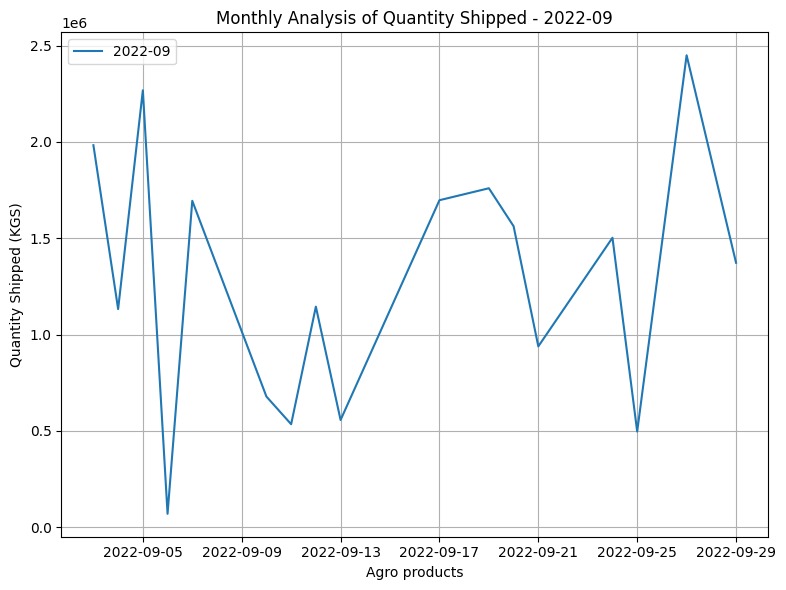 Monthly Analysis of Quantity Shipped - 2022-09
1e6
2022-09
2.5
2.0
1.5
1.0
0.5
0.0
Quantity Shipped (KGS)
2022-09-05 2022-09-09 2022-09-13 2022-09-17 2022-09-21 2022-09-25 2022-09-29
Agro products